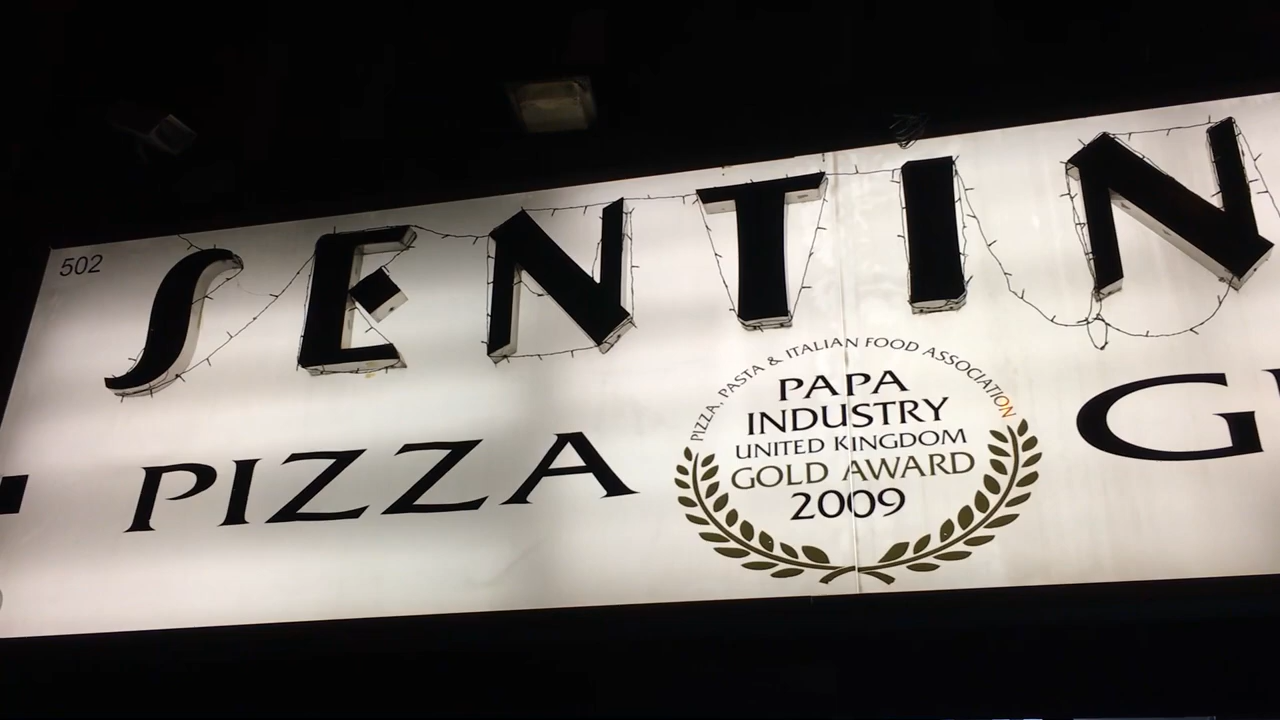 502
SENTIN
PIZZA
PIZZA, PASTA & ITALIAN FOOD ASSOCIATION
PAPA
INDUSTRY
UNITED KINGDOM
GOLD AWARD
2009
G